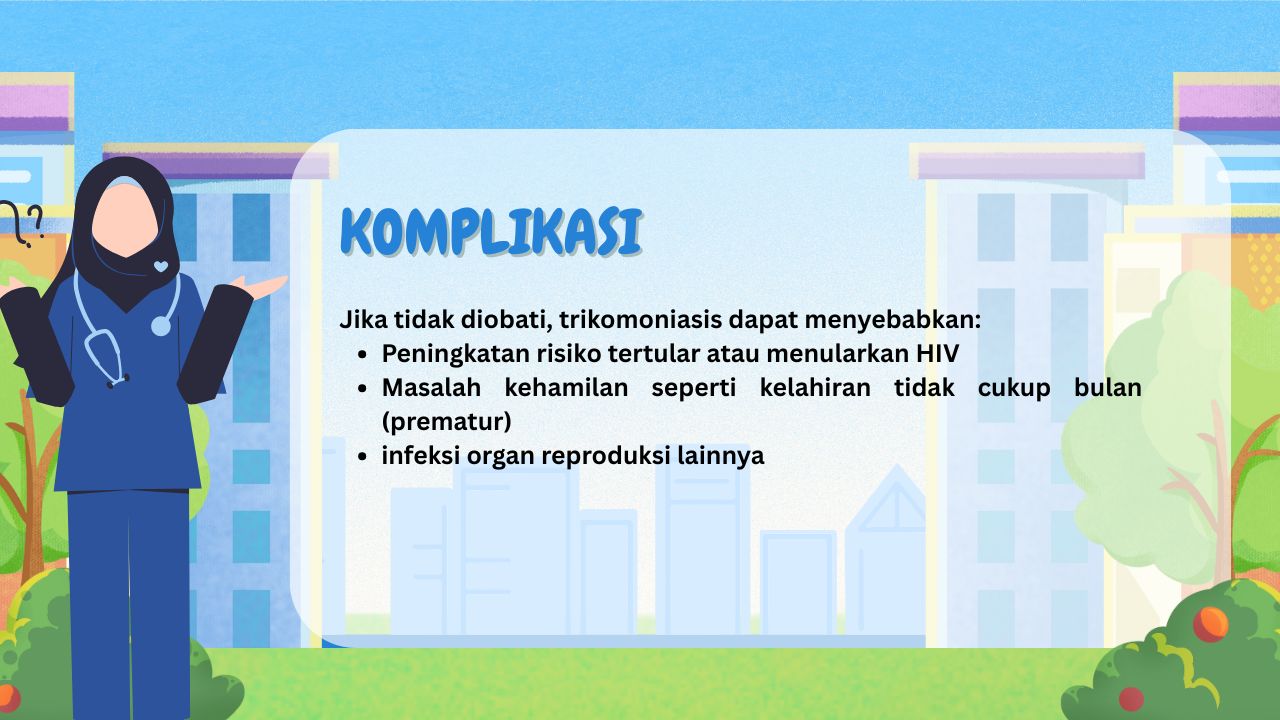 KOMPLIKASI
Jika tidak diobati, trikomoniasis dapat menyebabkan:
• Peningkatan risiko tertular atau menularkan HIV
• Masalah kehamilan seperti kelahiran tidak cukup bulan
(prematur)
• infeksi organ reproduksi lainnya
??